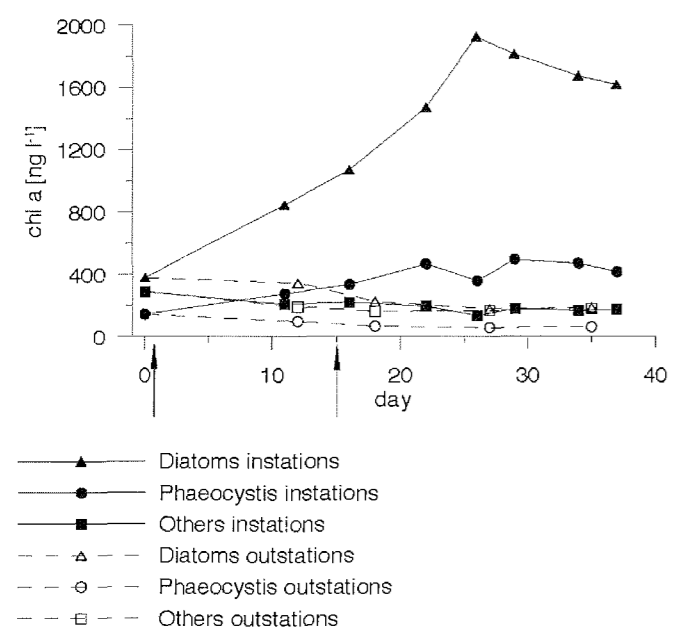 2000
1600
1200
800
400
0
chl a [ng l⁻¹]
0 10 20 30 40
day
Diatoms instations
Phaeocystis instations
Others instations
Diatoms outstations
Phaeocystis outstations
Others outstations